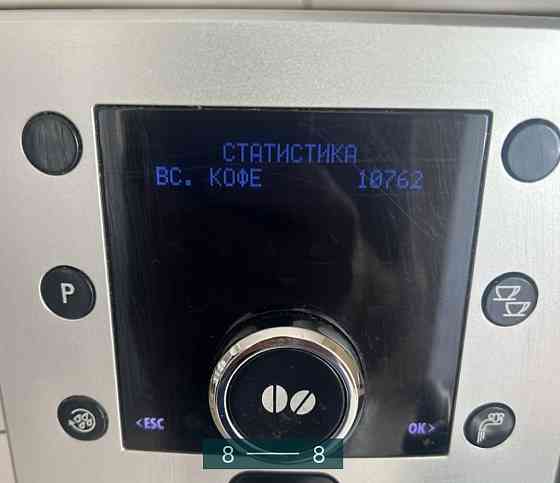 СТАТИСТИКА
ВС. КОФЕ 10762
P
<ESC OK>
8 8